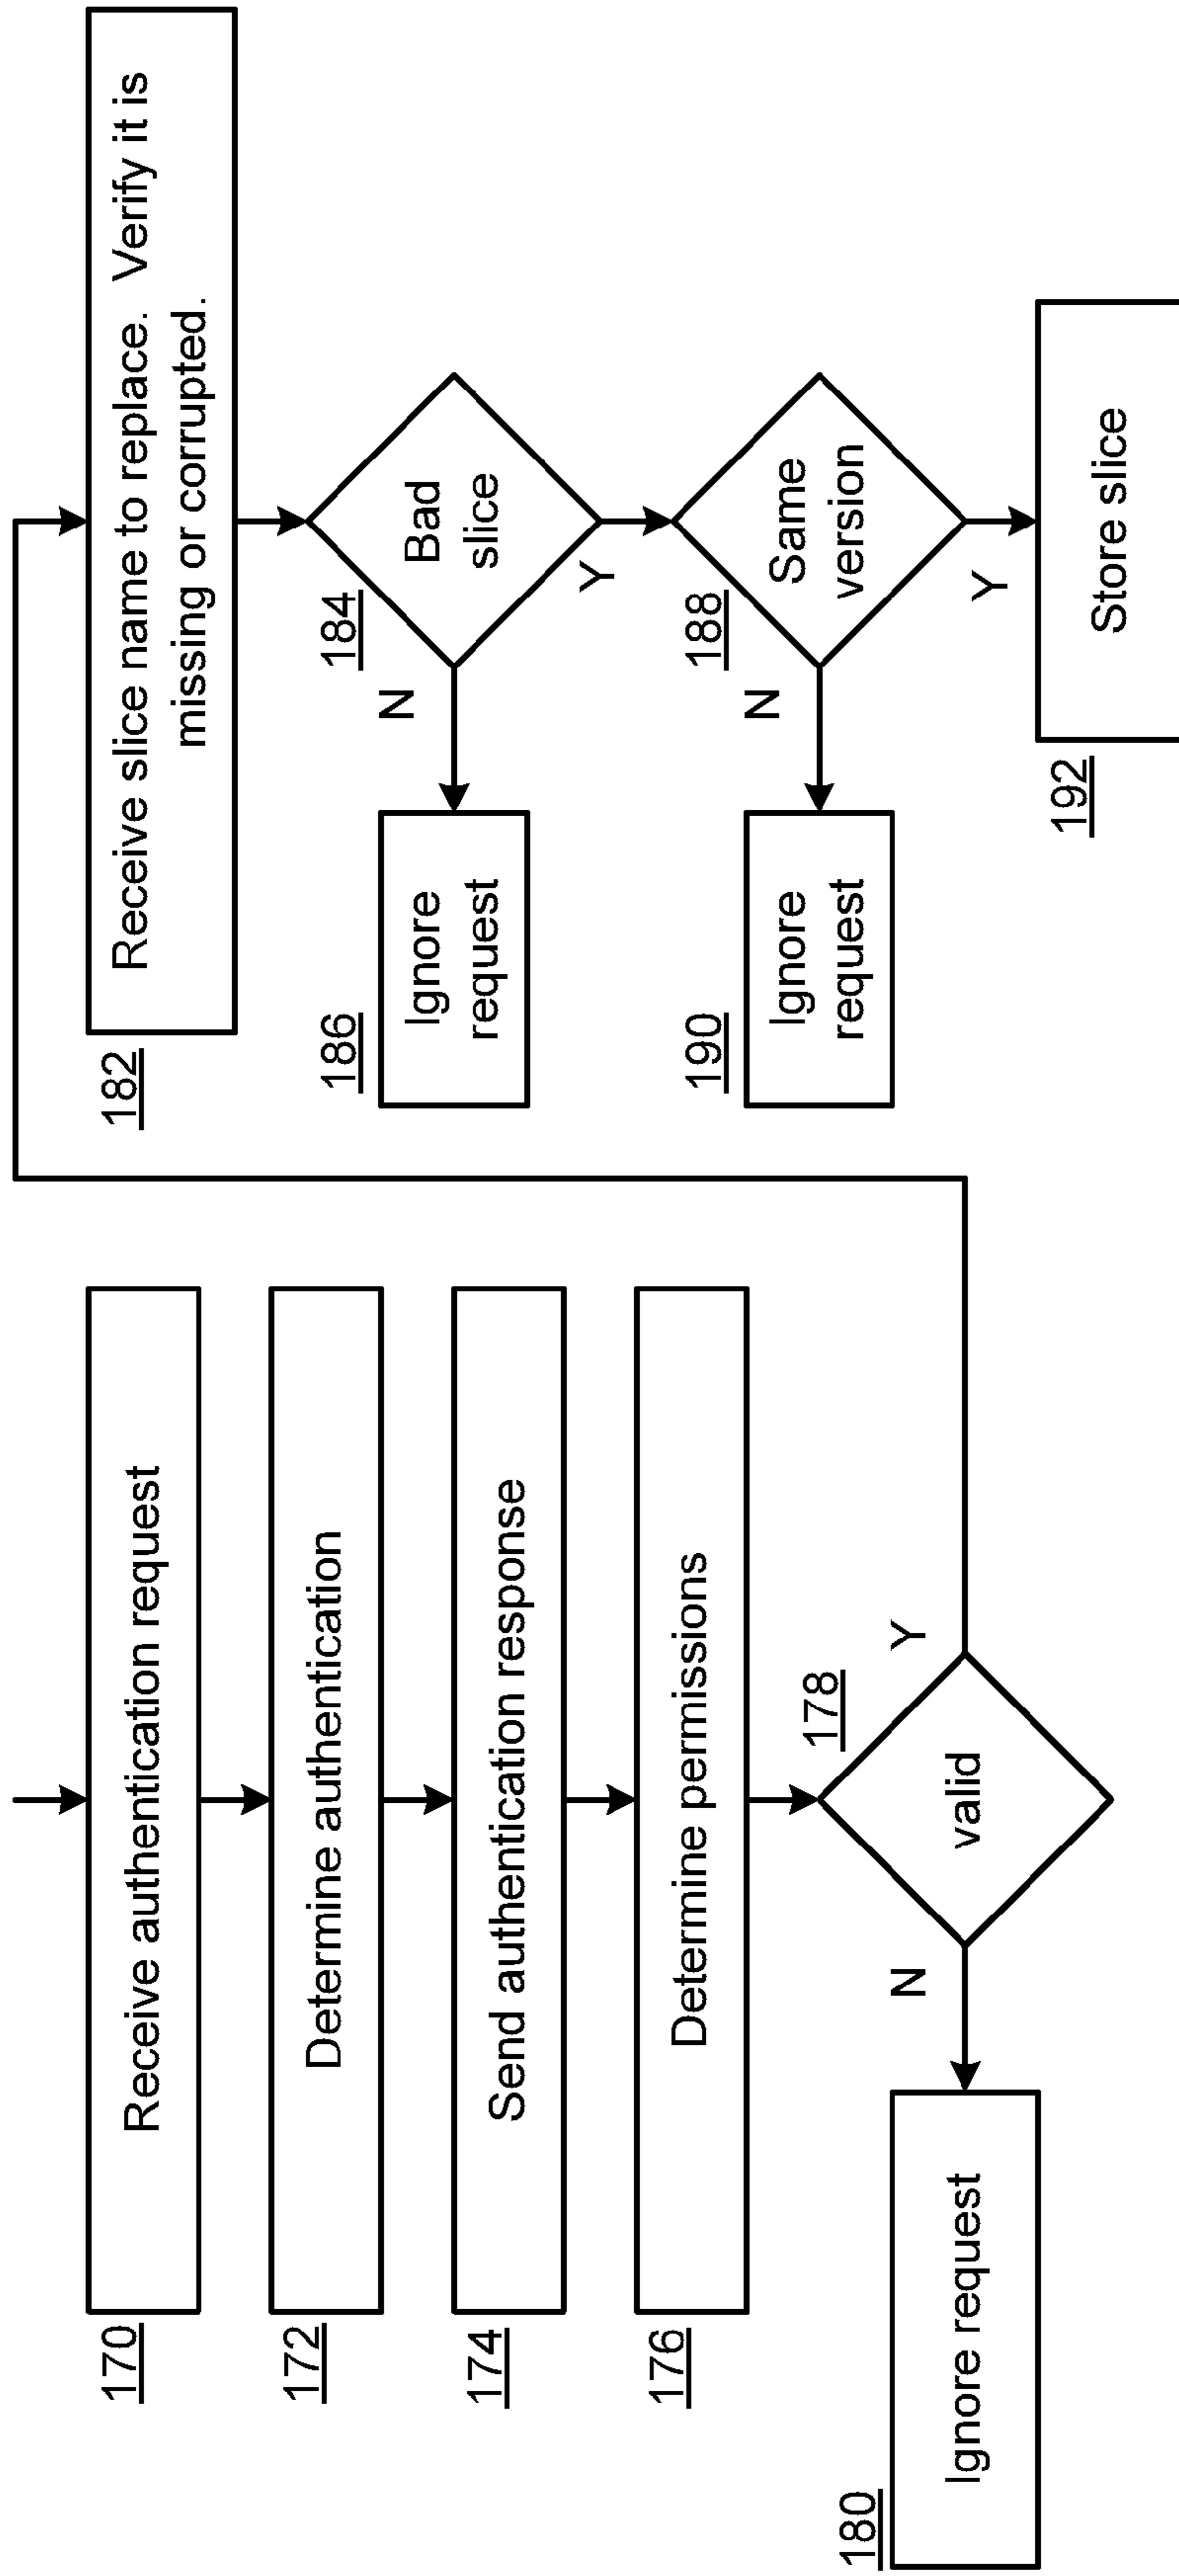 170
Receive authentication request
172
Determine authentication
174
Send authentication response
176
Determine permissions
178
valid
N
Y
180
Ignore request
182
Receive slice name to replace. Verify it is
missing or corrupted.
184
Bad
slice
N
Y
186
Ignore
request
188
Same
version
N
Y
190
Ignore
request
192
Store slice